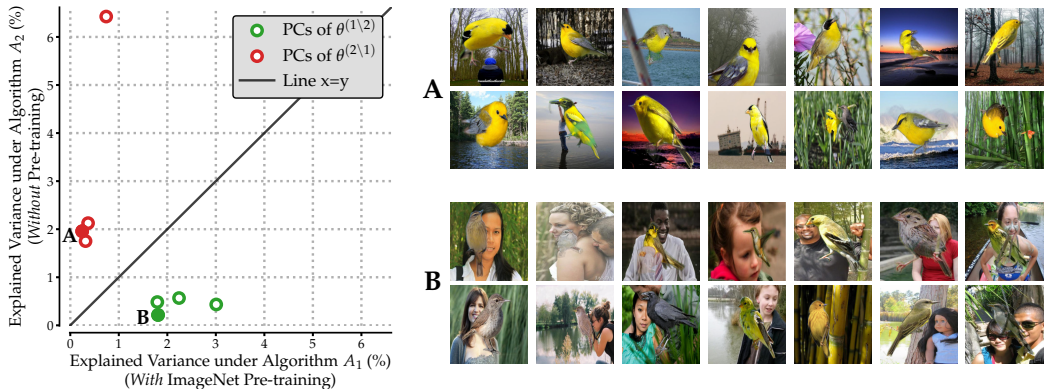 Explained Variance under Algorithm A₂ (%)
(Without Pre-training)
6
5
4
3
2
1
0
PCs of θ^(1\2)
PCs of θ^(2\1)
Line x=y
A
B
0 1 2 3 4 5 6
Explained Variance under Algorithm A₁ (%)
(With ImageNet Pre-training)
A
B